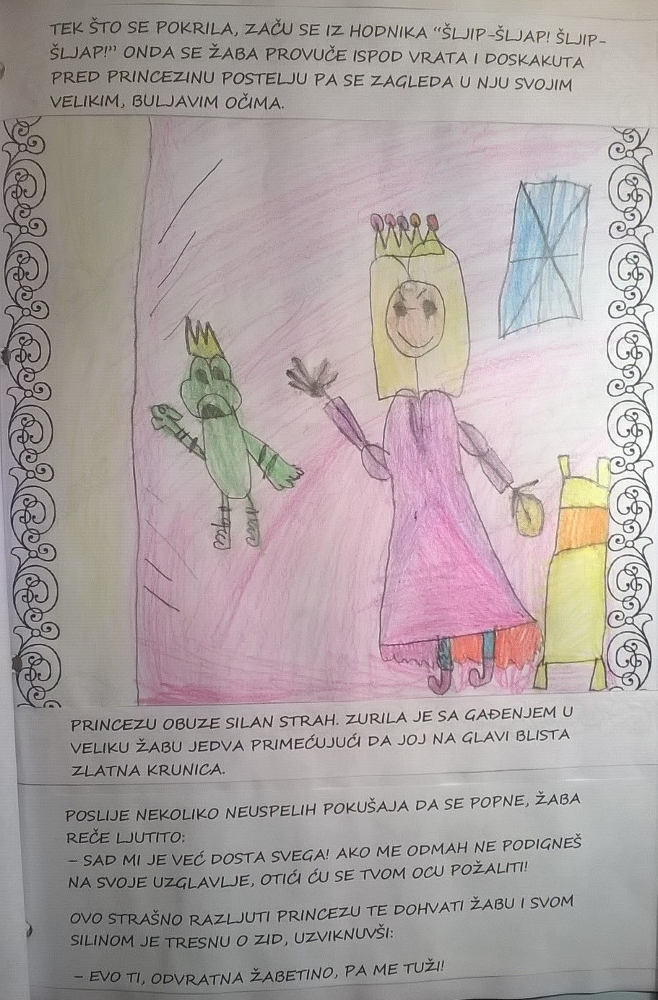 TEK ŠTO SE POKRILA, ZAČU SE IZ HODNIKA “ŠLJIP-ŠLJAP! ŠLJIP-
ŠLJAP!” ONDA SE ŽABA PROVUČE ISPOD VRATA I DOSKAKUTA
PRED PRINCEZINU POSTELJU PA SE ZAGLEDA U NJU SVOJIM
VELIKIM, BULJAVIM OČIMA.
PRINCEZU OBUZE SILAN STRAH. ZURILA JE SA GAĐENJEM U
VELIKU ŽABU JEDVA PRIMEĆUJUĆI DA JOJ NA GLAVI BLISTA
ZLATNA KRUNICA.
POSLIJE NEKOLIKO NEUSPELIH POKUŠAJA DA SE POPNE, ŽABA
REČE LJUTITO:
– SAD MI JE VEĆ DOSTA SVEGA! AKO ME ODMAH NE PODIGNEŠ
NA SVOJE UZGLAVLJE, OTIĆI ĆU SE TVOM OCU POŽALITI!
OVO STRAŠNO RAZLJUTI PRINCEZU TE DOHVATI ŽABU I SVOM
SILINOM JE TRESNU O ZID, UZVIKNUVŠI:
– EVO TI, ODVRATNA ŽABETINO, PA ME TUŽI!